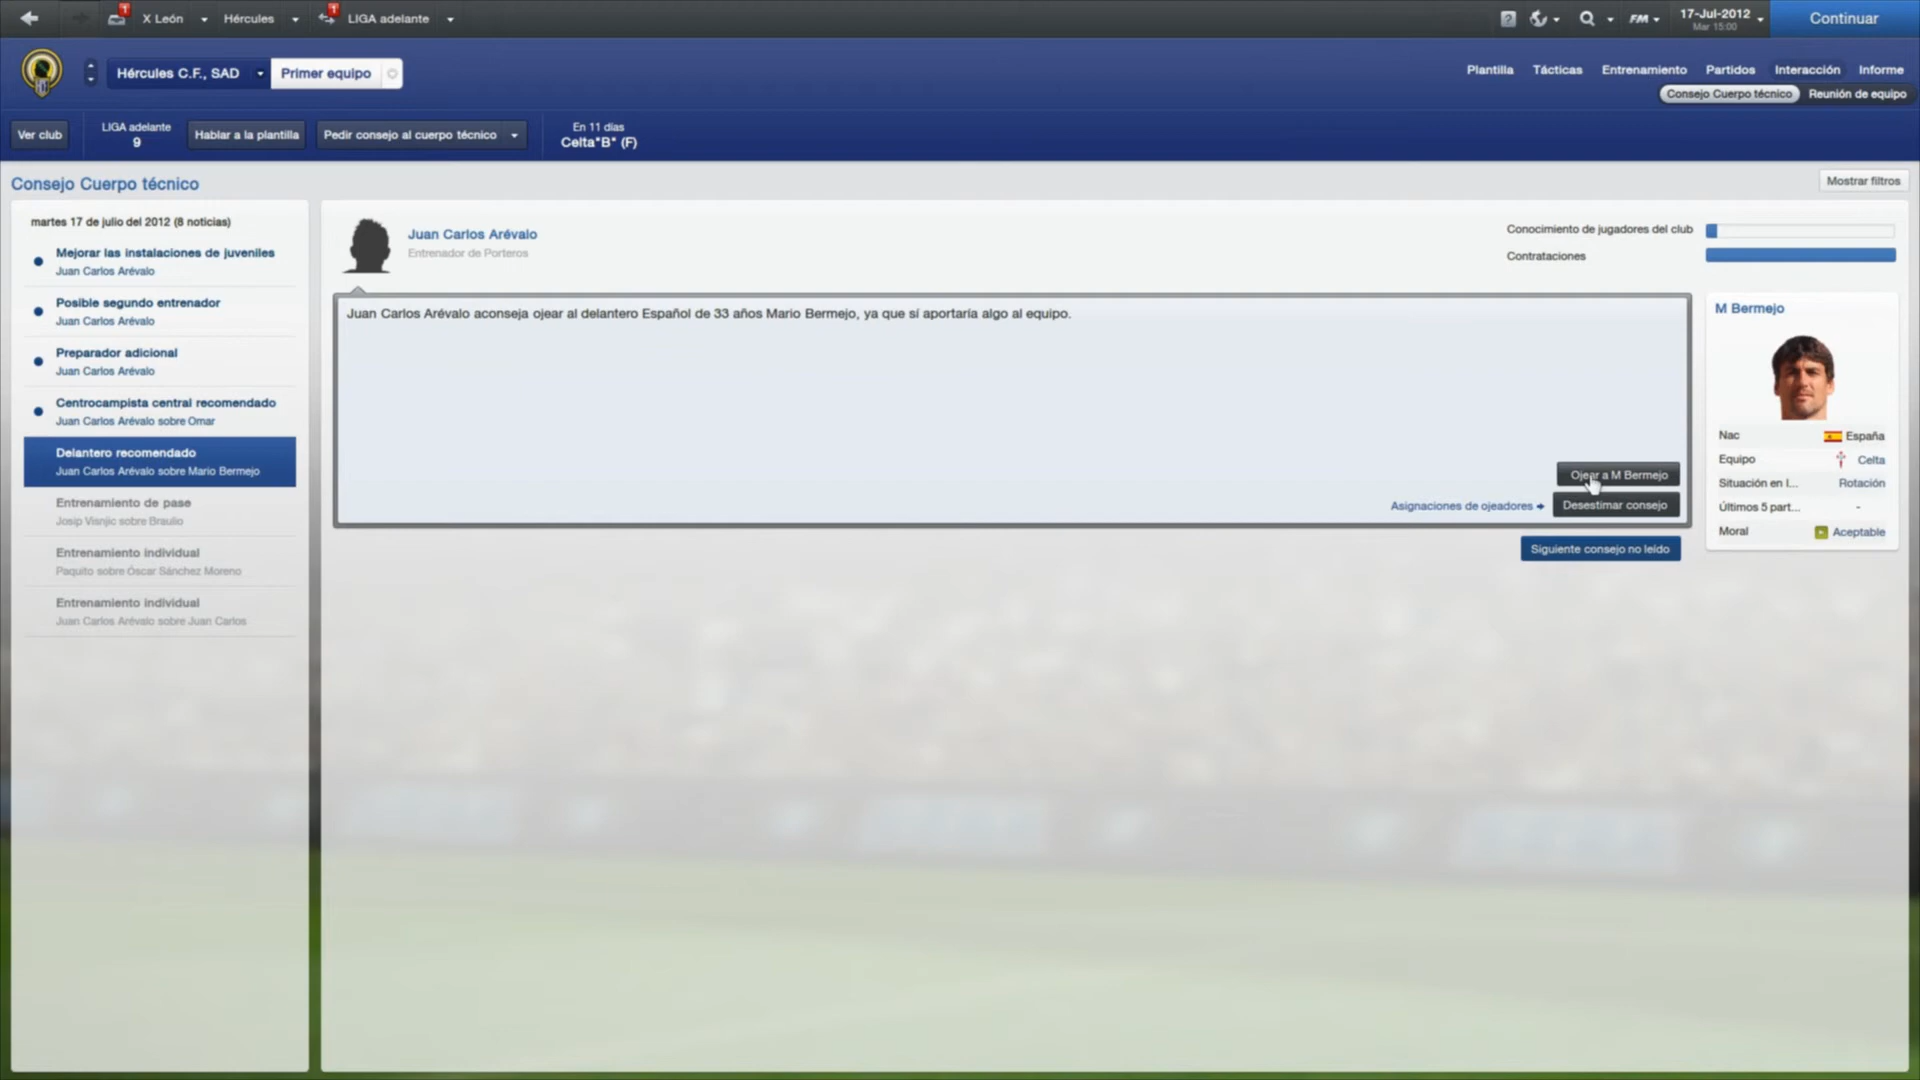 1
X León
Hércules
1
LIGA adelante
?
FM
17-Jul-2012
Mar 15:00
Continuar
Hércules C.F., SAD
Primer equipo
Plantilla
Tácticas
Entrenamiento
Partidos
Interacción
Informe
Consejo Cuerpo técnico
Reunión de equipo
Ver club
LIGA adelante
9
Hablar a la plantilla
Pedir consejo al cuerpo técnico
En 11 días
Celta"B" (F)
Consejo Cuerpo técnico
Mostrar filtros
martes 17 de julio del 2012 (8 noticias)
Mejorar las instalaciones de juveniles
Juan Carlos Arévalo
Posible segundo entrenador
Juan Carlos Arévalo
Preparador adicional
Juan Carlos Arévalo
Centrocampista central recomendado
Juan Carlos Arévalo sobre Omar
Delantero recomendado
Juan Carlos Arévalo sobre Mario Bermejo
Entrenamiento de pase
Josip Visnjic sobre Braulio
Entrenamiento individual
Paquito sobre Óscar Sánchez Moreno
Entrenamiento individual
Juan Carlos Arévalo sobre Juan Carlos
Juan Carlos Arévalo
Entrenador de Porteros
Conocimiento de jugadores del club
Contrataciones
Juan Carlos Arévalo aconseja ojear al delantero Español de 33 años Mario Bermejo, ya que sí aportaría algo al equipo.
Ojear a M Bermejo
Asignaciones de ojeadores
Desestimar consejo
Siguiente consejo no leído
M Bermejo
Nac España
Equipo Celta
Situación en l... Rotación
Últimos 5 part... -
Moral Aceptable